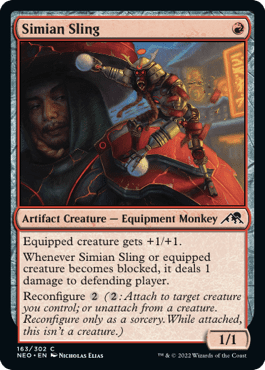 Simian Sling
Artifact Creature — Equipment Monkey
Equipped creature gets +1/+1.
Whenever Simian Sling or equipped
creature becomes blocked, it deals 1
damage to defending player.
Reconfigure 2 (2: Attach to target creature
you control; or unattach from a creature.
Reconfigure only as a sorcery. While attached,
this isn't a creature.)
1/1
163/302 C
NEO • EN Nicholas Elias
™ & © 2022 Wizards of the Coast